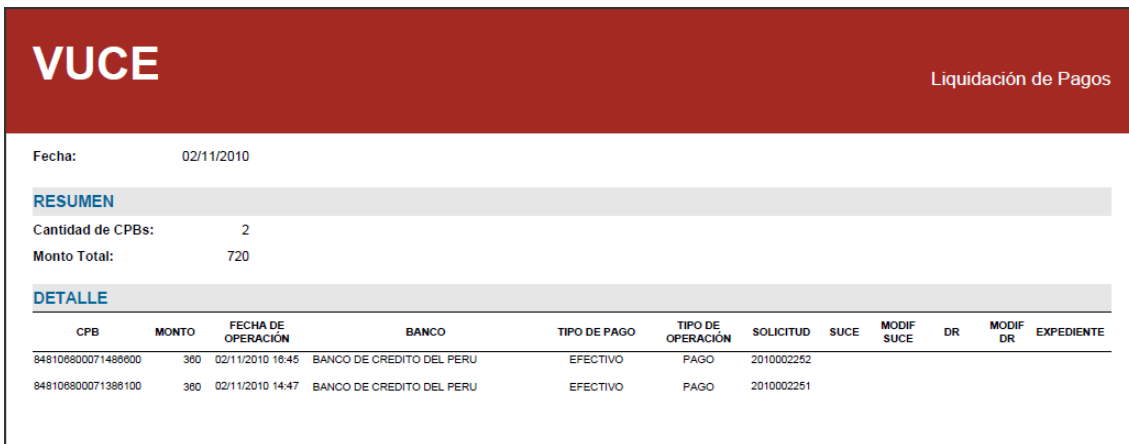 VUCE
Liquidación de Pagos
Fecha: 02/11/2010
RESUMEN
Cantidad de CPBs: 2
Monto Total: 720
DETALLE
CPB MONTO FECHA DE OPERACIÓN BANCO TIPO DE PAGO TIPO DE OPERACIÓN SOLICITUD SUCE MODIF SUCE DR MODIF DR EXPEDIENTE
848106800071486600 360 02/11/2010 16:45 BANCO DE CREDITO DEL PERU EFECTIVO PAGO 2010002252
848106800071386100 360 02/11/2010 14:47 BANCO DE CREDITO DEL PERU EFECTIVO PAGO 2010002251